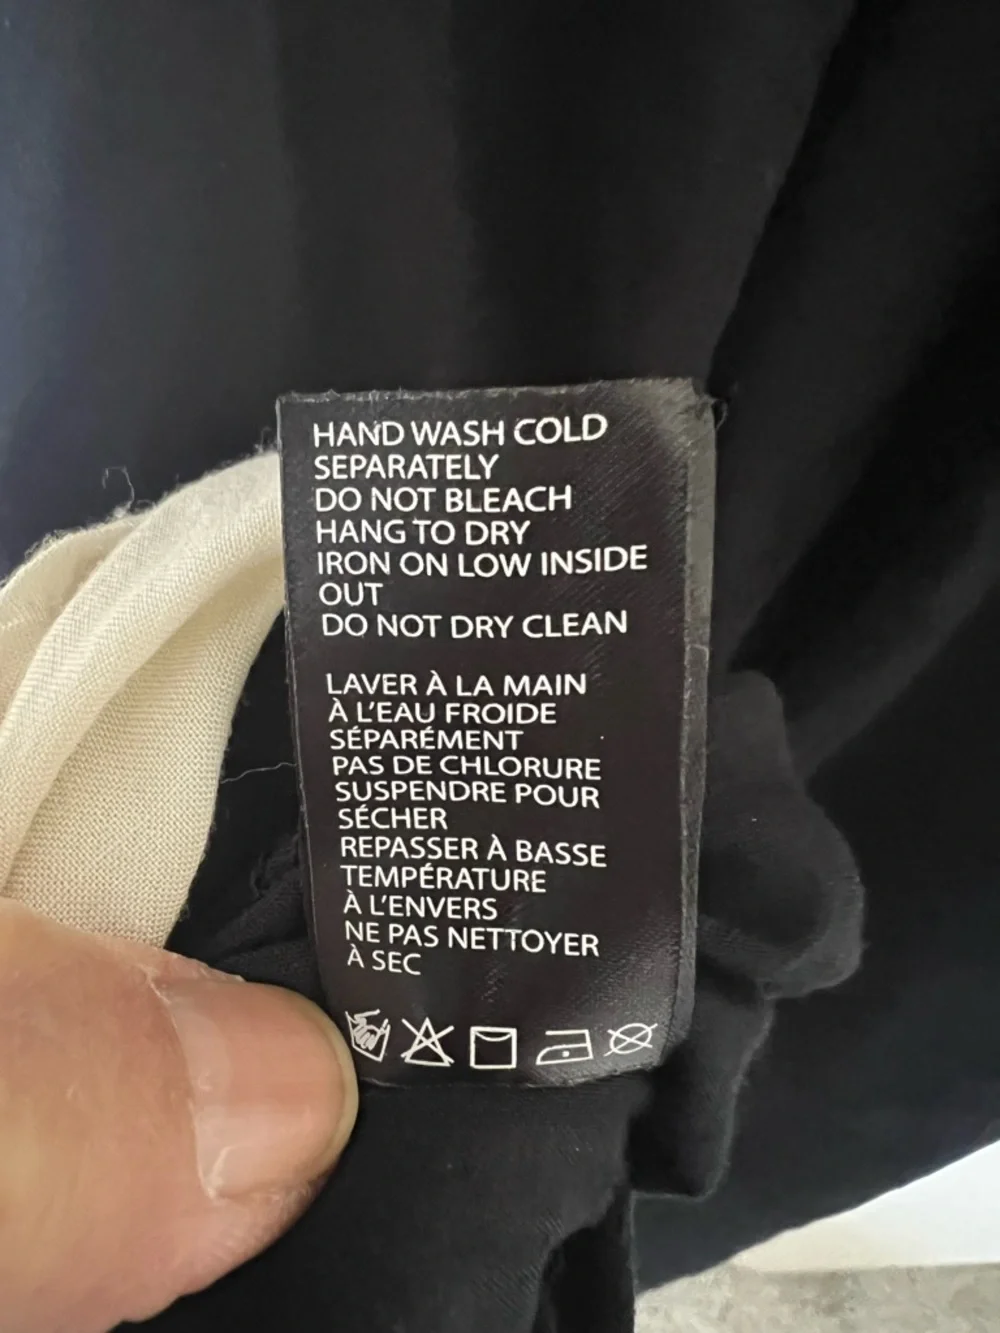 HAND WASH COLD
SEPARATELY
DO NOT BLEACH
HANG TO DRY
IRON ON LOW INSIDE
OUT
DO NOT DRY CLEAN
LAVER À LA MAIN
À L'EAU FROIDE
SÉPARÉMENT
PAS DE CHLORURE
SUSPENDRE POUR
SÉCHER
REPASSER À BASSE
TEMPÉRATURE
À L'ENVERS
NE PAS NETTOYER
À SEC